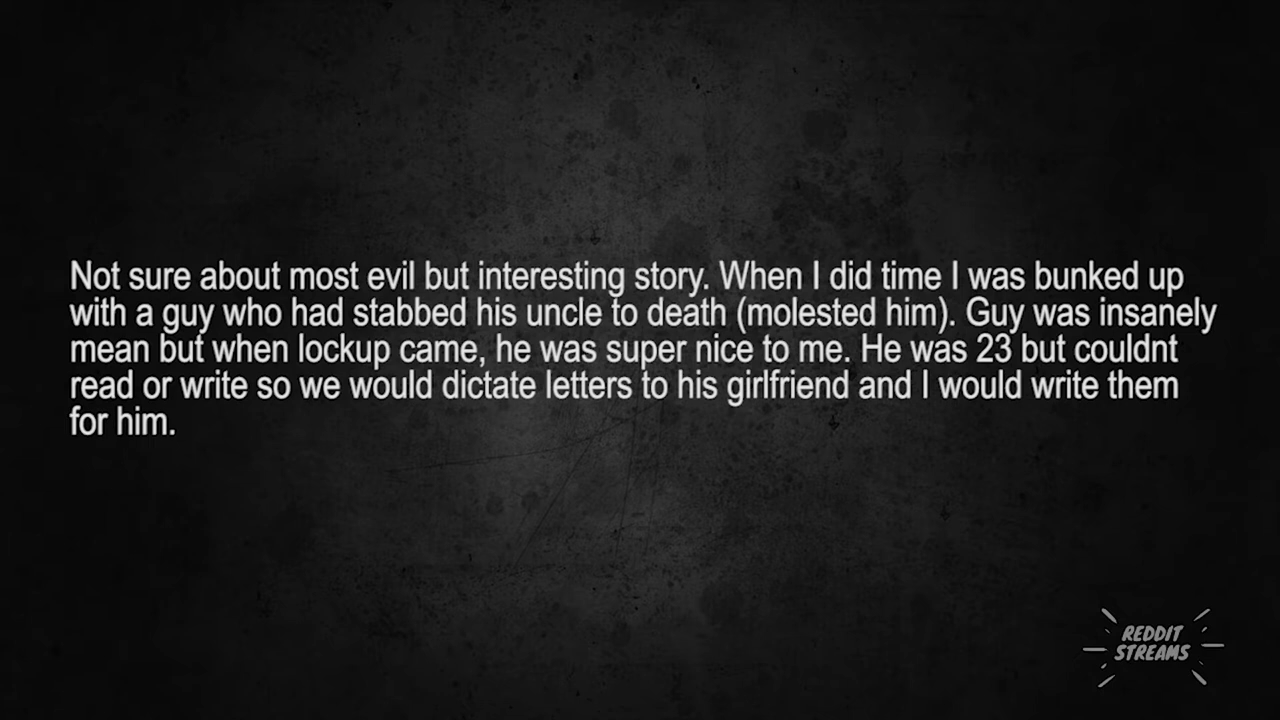 Not sure about most evil but interesting story. When I did time I was bunked up
with a guy who had stabbed his uncle to death (molested him). Guy was insanely
mean but when lockup came, he was super nice to me. He was 23 but couldnt
read or write so we would dictate letters to his girlfriend and I would write them
for him.
REDDIT
STREAMS